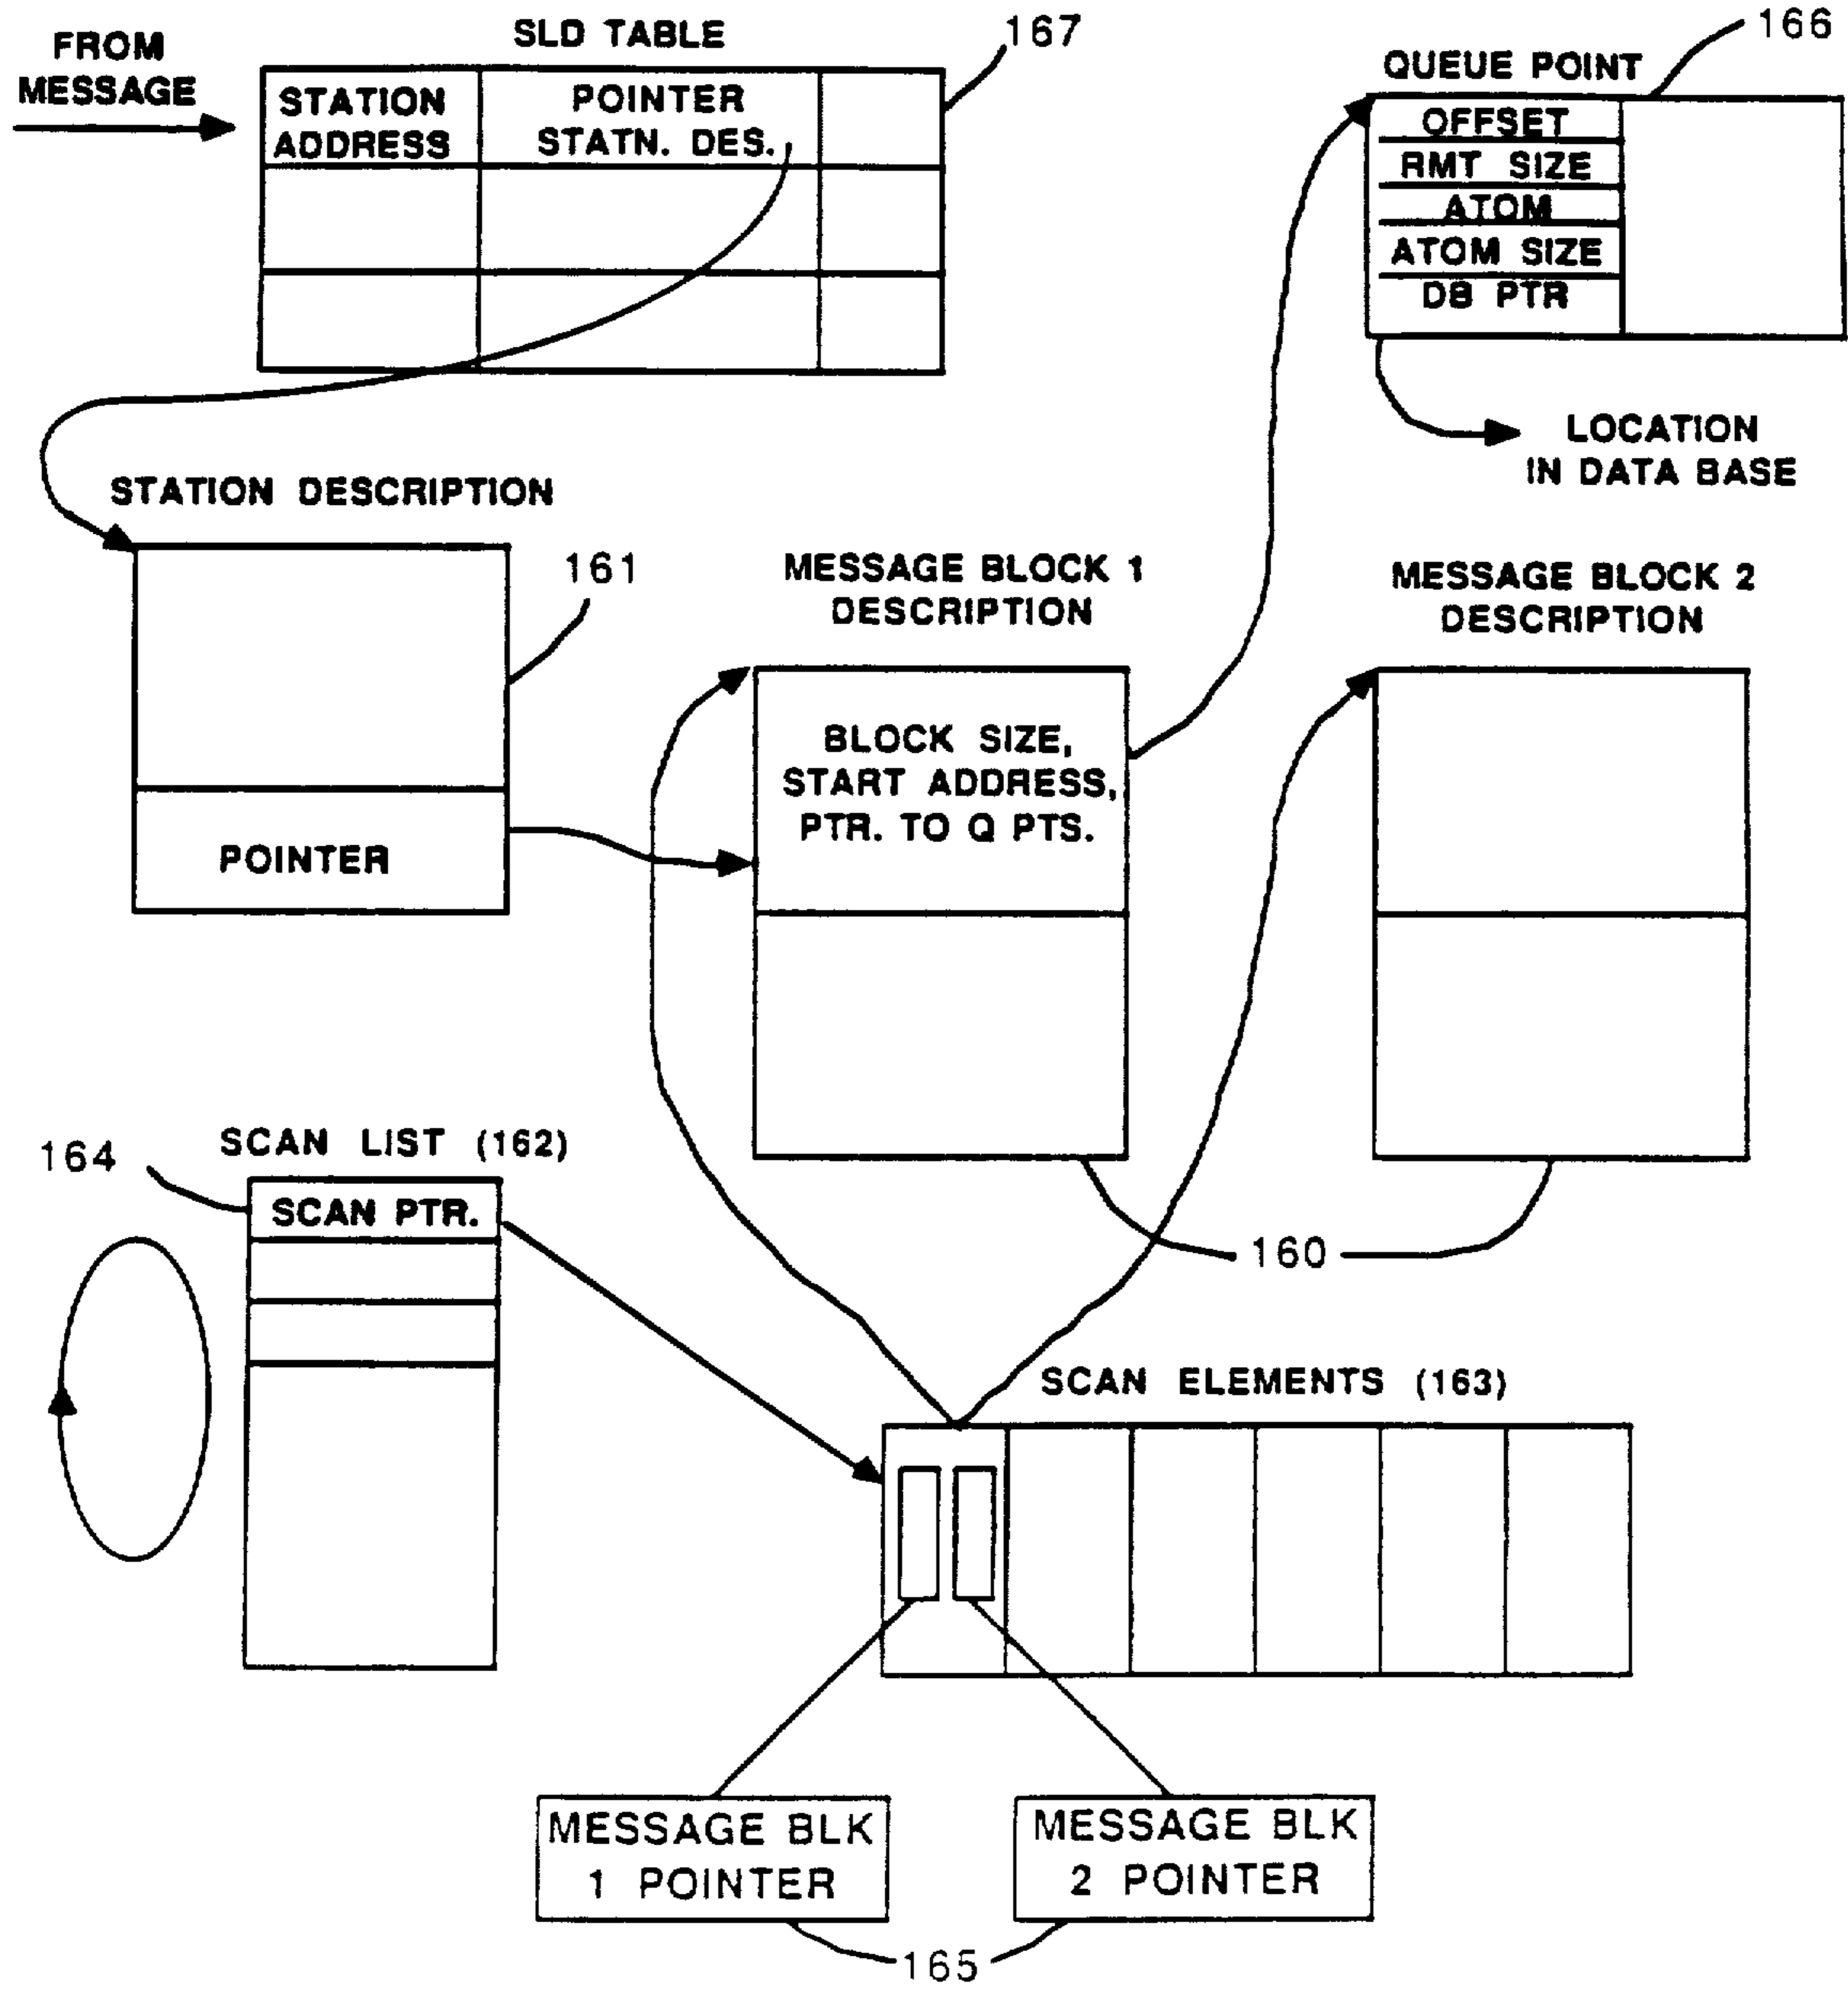 FROM
MESSAGE
SLD TABLE
167
STATION
ADDRESS
POINTER
STATN. DES.
166
QUEUE POINT
OFFSET
RMT SIZE
ATOM
ATOM SIZE
DB PTR
LOCATION
IN DATA BASE
STATION DESCRIPTION
161
POINTER
MESSAGE BLOCK 1
DESCRIPTION
BLOCK SIZE,
START ADDRESS,
PTR. TO Q PTS.
MESSAGE BLOCK 2
DESCRIPTION
160
164
SCAN LIST (162)
SCAN PTR.
SCAN ELEMENTS (163)
MESSAGE BLK
1 POINTER
MESSAGE BLK
2 POINTER
165